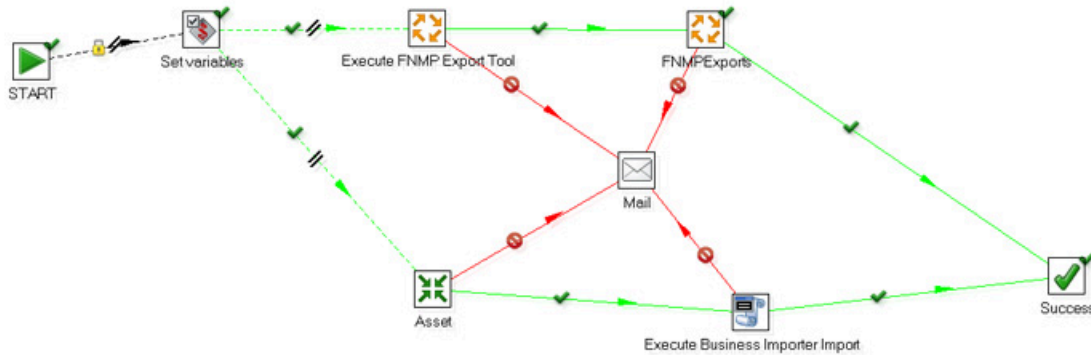 START
Set variables
Execute FNMP Export Tool
FNMPExports
Mail
Asset
Execute Business Importer Import
Success